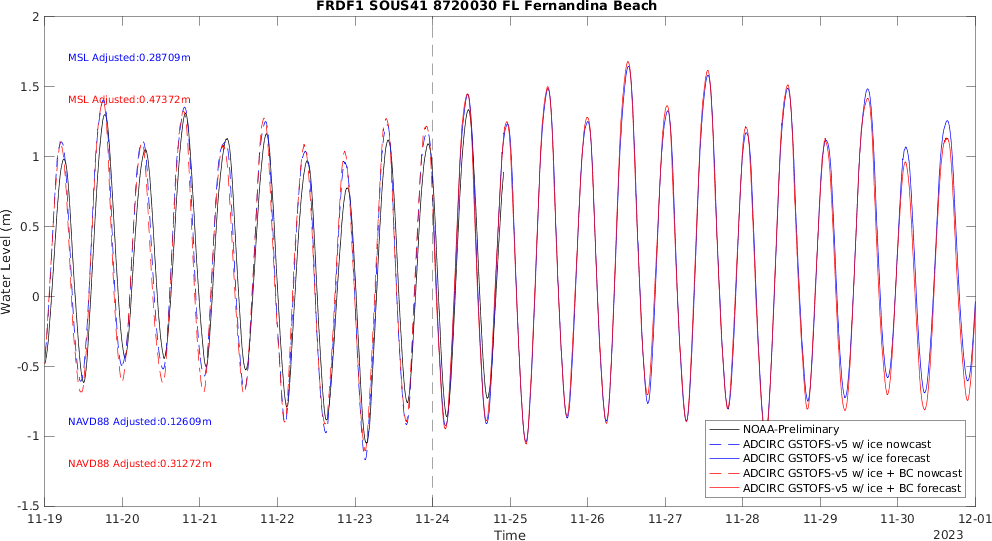 FRDF1 SOUS41 8720030 FL Fernandina Beach
2
1.5
1
0.5
0
-0.5
-1
-1.5
Water Level (m)
MSL Adjusted:0.28709m
MSL Adjusted:0.47372m
NAVD88 Adjusted:0.12609m
NAVD88 Adjusted:0.31272m
NOAA-Preliminary
ADCIRC GSTOFS-v5 w/ ice nowcast
ADCIRC GSTOFS-v5 w/ ice forecast
ADCIRC GSTOFS-v5 w/ ice + BC nowcast
ADCIRC GSTOFS-v5 w/ ice + BC forecast
11-19 11-20 11-21 11-22 11-23 11-24 11-25 11-26 11-27 11-28 11-29 11-30 12-01
Time
2023